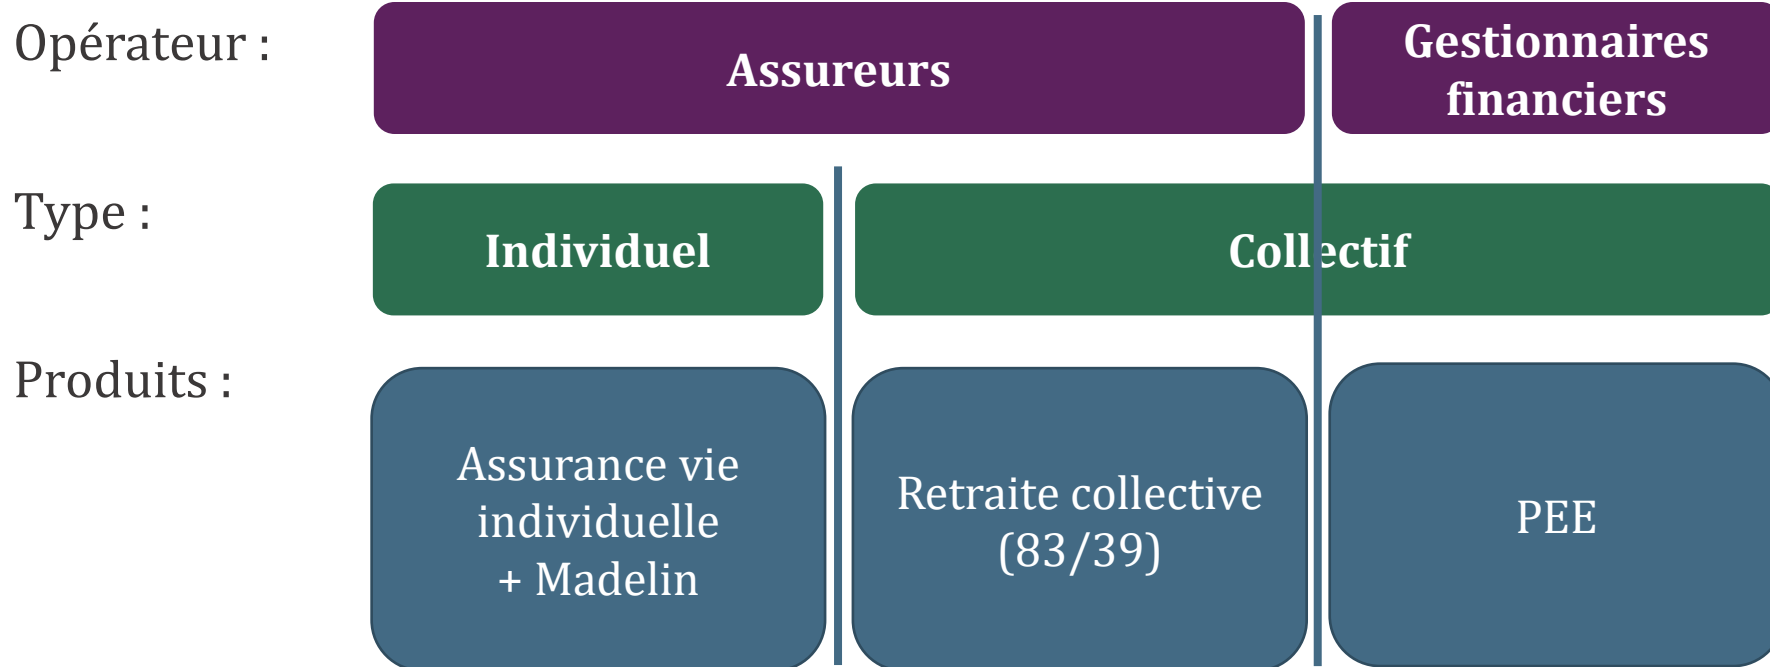 Opérateur :
Assureurs
Gestionnaires
financiers
Type :
Individuel
Collectif
Produits :
Assurance vie
individuelle
+ Madelin
Retraite collective
(83/39)
PEE